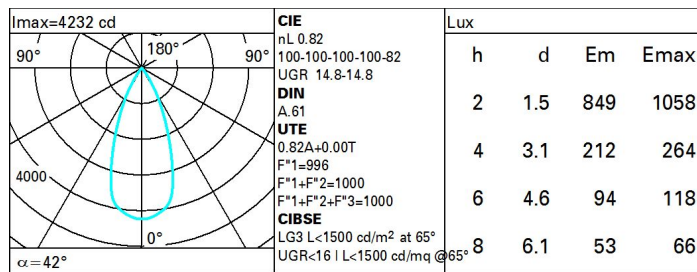 Imax=4232 cd
90° 180° 90°
4000
0°
α=42°
CIE
nL 0.82
100-100-100-100-82
UGR 14.8-14.8
DIN
A.61
UTE
0.82A+0.00T
F"1=996
F"1+F"2=1000
F"1+F"2+F"3=1000
CIBSE
LG3 L<1500 cd/m² at 65°
UGR<16 | L<1500 cd/mq @65°
Lux
h d Em Emax
2 1.5 849 1058
4 3.1 212 264
6 4.6 94 118
8 6.1 53 66